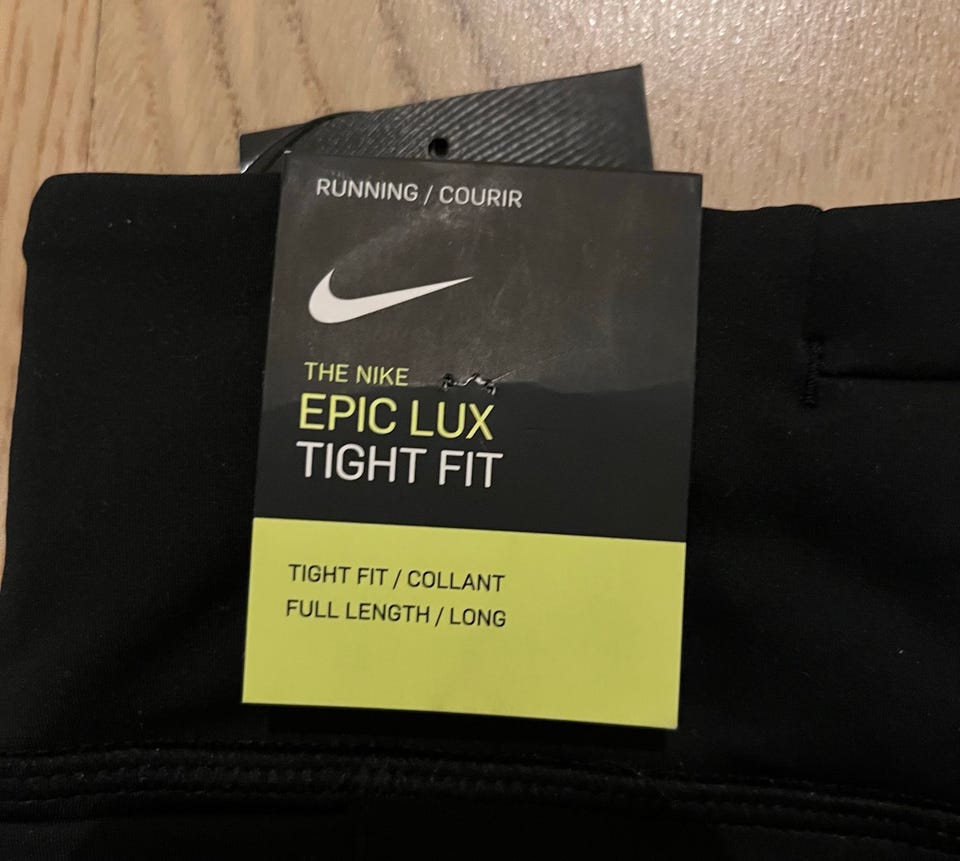 RUNNING / COURIR
THE NIKE
EPIC LUX
TIGHT FIT
TIGHT FIT / COLLANT
FULL LENGTH / LONG